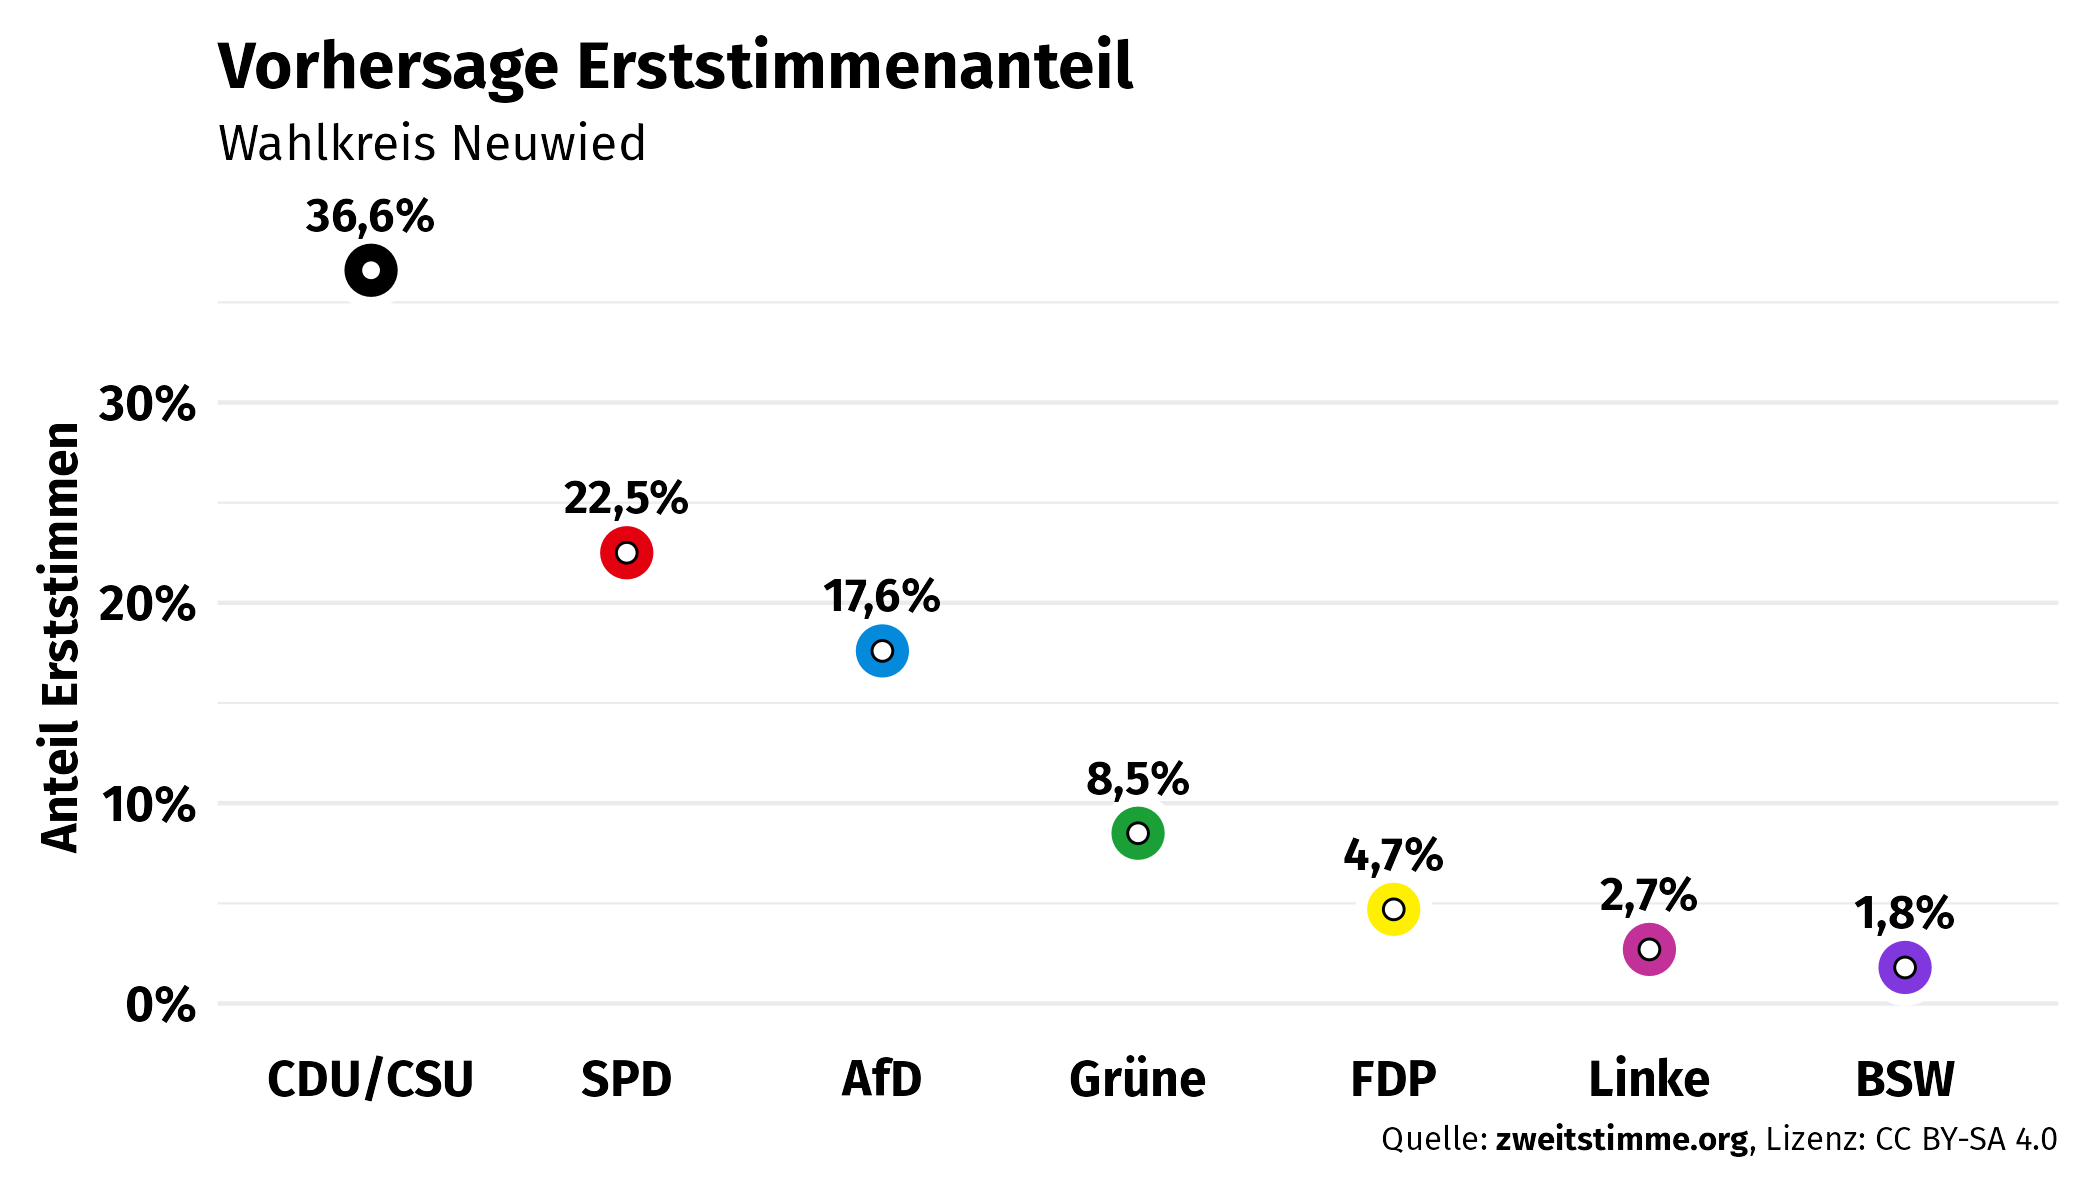 Vorhersage Erststimmenanteil
Wahlkreis Neuwied
36,6%
30%
22,5%
20%
17,6%
10%
8,5%
4,7%
2,7%
1,8%
0%
Anteil Erststimmen
CDU/CSU SPD AfD Grüne FDP Linke BSW
Quelle: zweitstimme.org, Lizenz: CC BY-SA 4.0